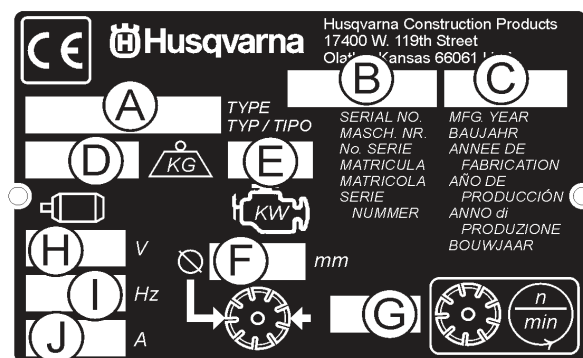 CE
Husqvarna
Husqvarna Construction Products
17400 W. 119th Street
Kansas 66061
A
TYPE
TYP / TIPO
B
SERIAL NO.
MASCH. NR.
No. SERIE
MATRICULA
MATRICOLA
SERIE
NUMMER
C
MFG. YEAR
BAUJAHR
ANNEE DE
FABRICATION
AÑO DE
PRODUCCIÓN
ANNO di
PRODUZIONE
BOUWJAAR
D
KG
E
KW
H
V
I
Hz
J
A
F
mm
G
n
min